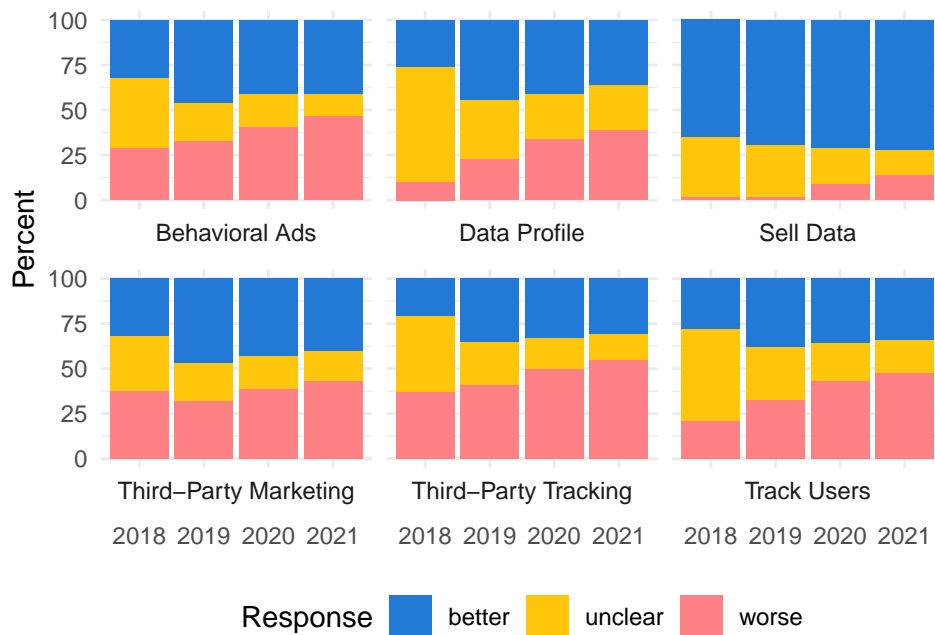 Percent
100
75
50
25
0
Behavioral Ads
Data Profile
Sell Data
100
75
50
25
0
Third−Party Marketing
Third−Party Tracking
Track Users
2018 2019 2020 2021
2018 2019 2020 2021
2018 2019 2020 2021
Response better unclear worse